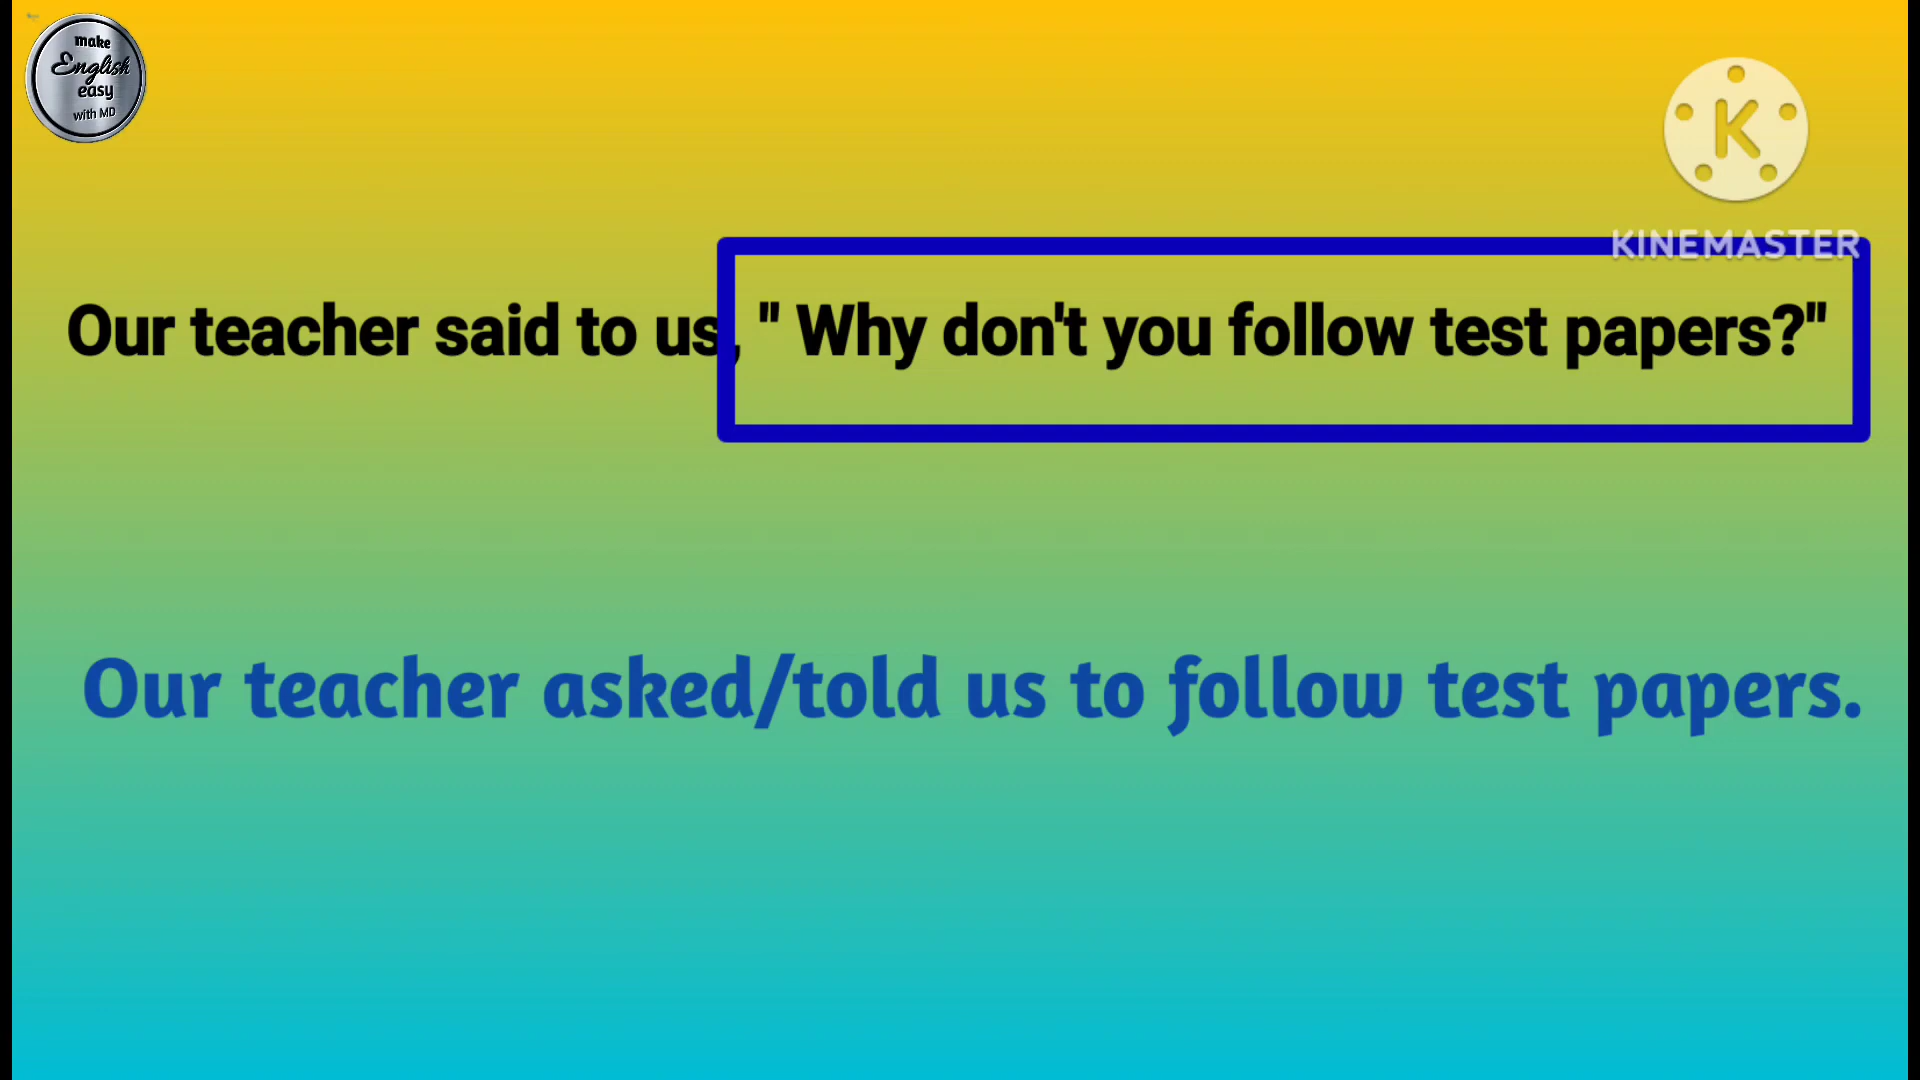 make
English
easy
with MD
KINEMASTER
Our teacher said to us, " Why don't you follow test papers?"
Our teacher asked/told us to follow test papers.